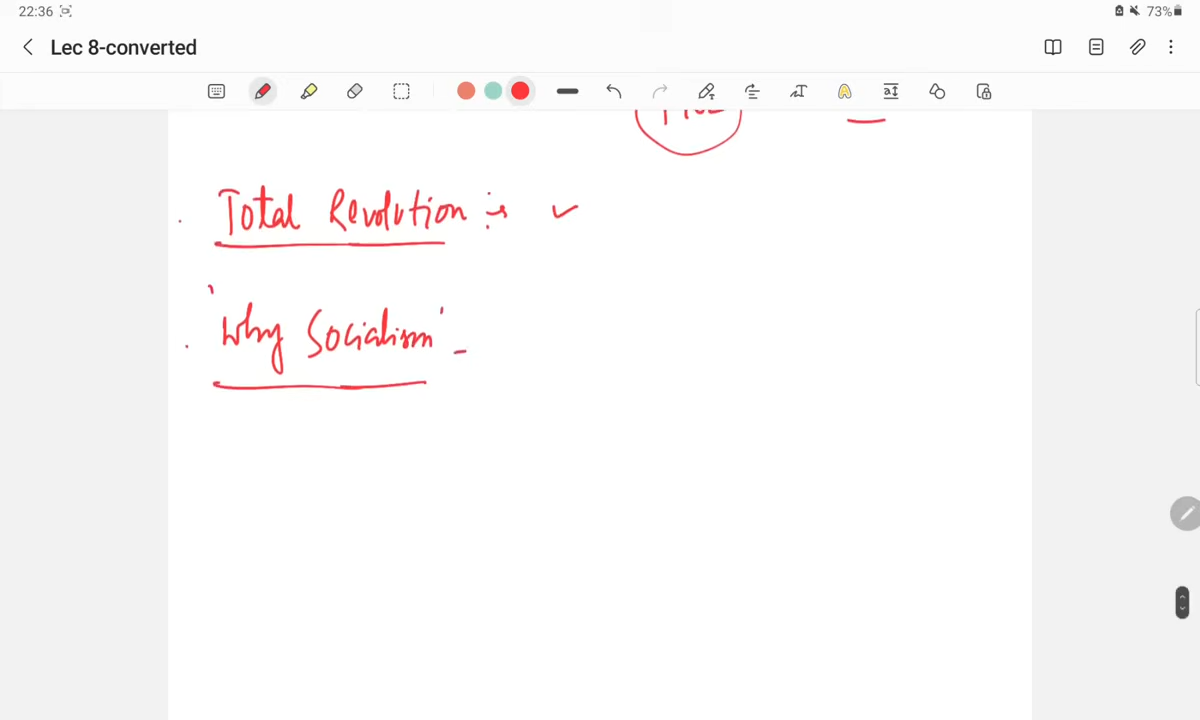 22:36
73%
Lec 8-converted
Total Revolution :→ ✓
'Why Socialism' -